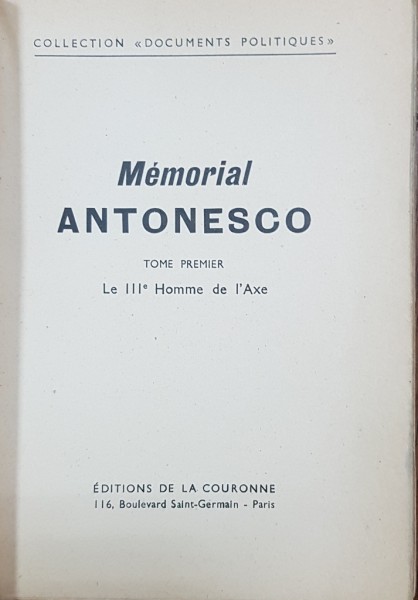 COLLECTION «DOCUMENTS POLITIQUES»
Mémorial
ANTONESCO
TOME PREMIER
Le IIIe Homme de l'Axe
ÉDITIONS DE LA COURONNE
116, Boulevard Saint-Germain - Paris